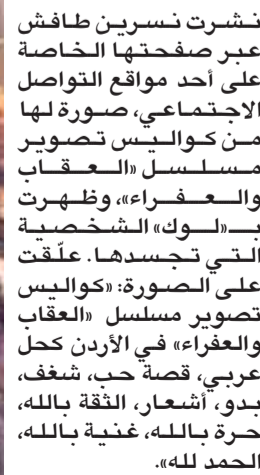 نشرت نسرين طافش
عبر صفحتها الخاصة
على أحد مواقع التواصل
الاجتماعي، صورة لها
من كواليس تصوير
مسلسل «العقاب
والعفراء»، وظهرت
بـ«لوك» الشخصية
التي تجسدها. علّقت
على الصورة: «كواليس
تصوير مسلسل «العقاب
والعفراء» في الأردن كحل
عربي، قصة حب، شغف،
بدو، أشعار، الثقة بالله،
حرة بالله، غنية بالله،
الحمد لله».